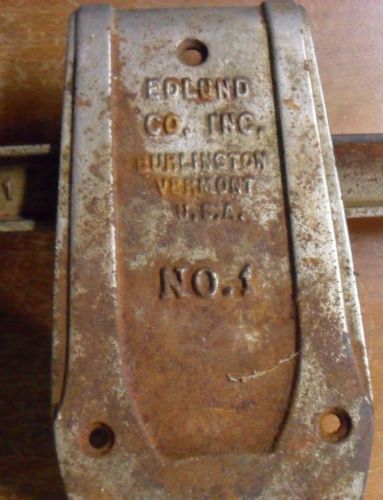 EDLUND
CO. INC.
BURLINGTON
VERMONT
U.S.A.
NO. 1